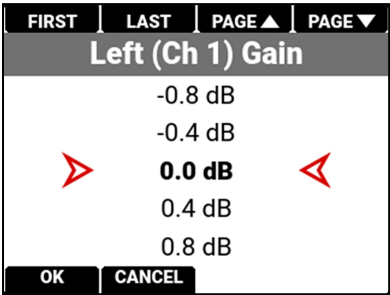 FIRST LAST PAGE▲ PAGE▼
Left (Ch 1) Gain
-0.8 dB
-0.4 dB
0.0 dB
0.4 dB
0.8 dB
OK CANCEL